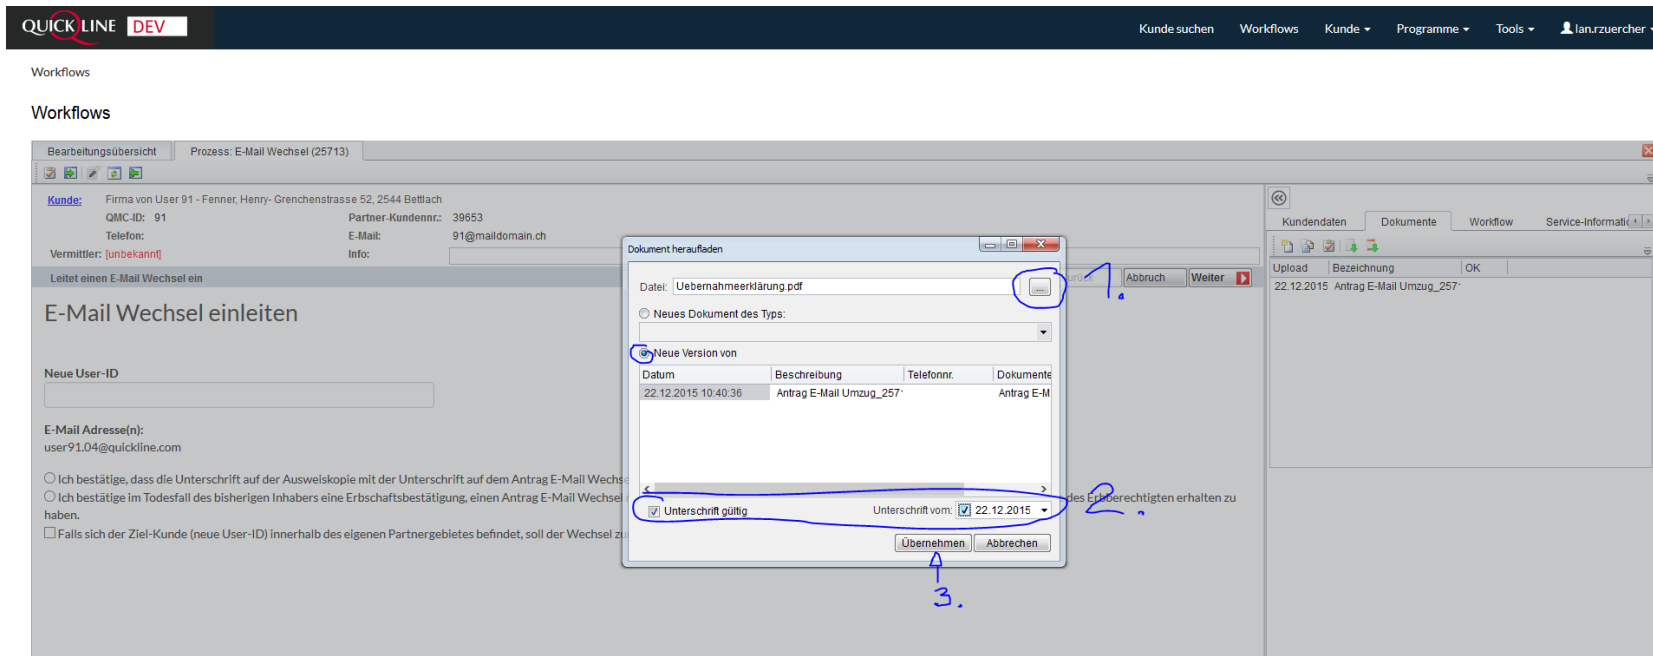 QUICKLINE DEV
Kunde suchen Workflows Kunde Programme Tools lan.rzuercher
Workflows
Workflows
Bearbeitungsübersicht Prozess: E-Mail Wechsel (25713)
Kunde: Firma von User 91 - Fenner, Henry- Grenchenstrasse 52, 2544 Bettlach
QMC-ID: 91 Partner-Kundennr.: 39653
Telefon: E-Mail: 91@maildomain.ch
Vermittler: [unbekannt] Info:
Leitet einen E-Mail Wechsel ein
Abbruch Weiter
E-Mail Wechsel einleiten
Neue User-ID
E-Mail Adresse(n):
user91.04@quickline.com
Ich bestätige, dass die Unterschrift auf der Ausweiskopie mit der Unterschrift auf dem Antrag E-Mail Wechse
Ich bestätige im Todesfall des bisherigen Inhabers eine Erbschaftsbestätigung, einen Antrag E-Mail Wechsel
des Erbberechtigten erhalten zu
haben.
Falls sich der Ziel-Kunde (neue User-ID) innerhalb des eigenen Partnergebietes befindet, soll der Wechsel zu
Dokument heraufladen
Datei: Uebernahmeerklärung.pdf ...
1.
Neues Dokument des Typs:
Neue Version von
Datum Beschreibung Telefonnr. Dokumente
22.12.2015 10:40:36 Antrag E-Mail Umzug_257 Antrag E-M
Unterschrift gültig Unterschrift vom: 22.12.2015
2.
Übernehmen Abbrechen
3.
Kundendaten Dokumente Workflow Service-Informati
Upload Bezeichnung OK
22.12.2015 Antrag E-Mail Umzug_257